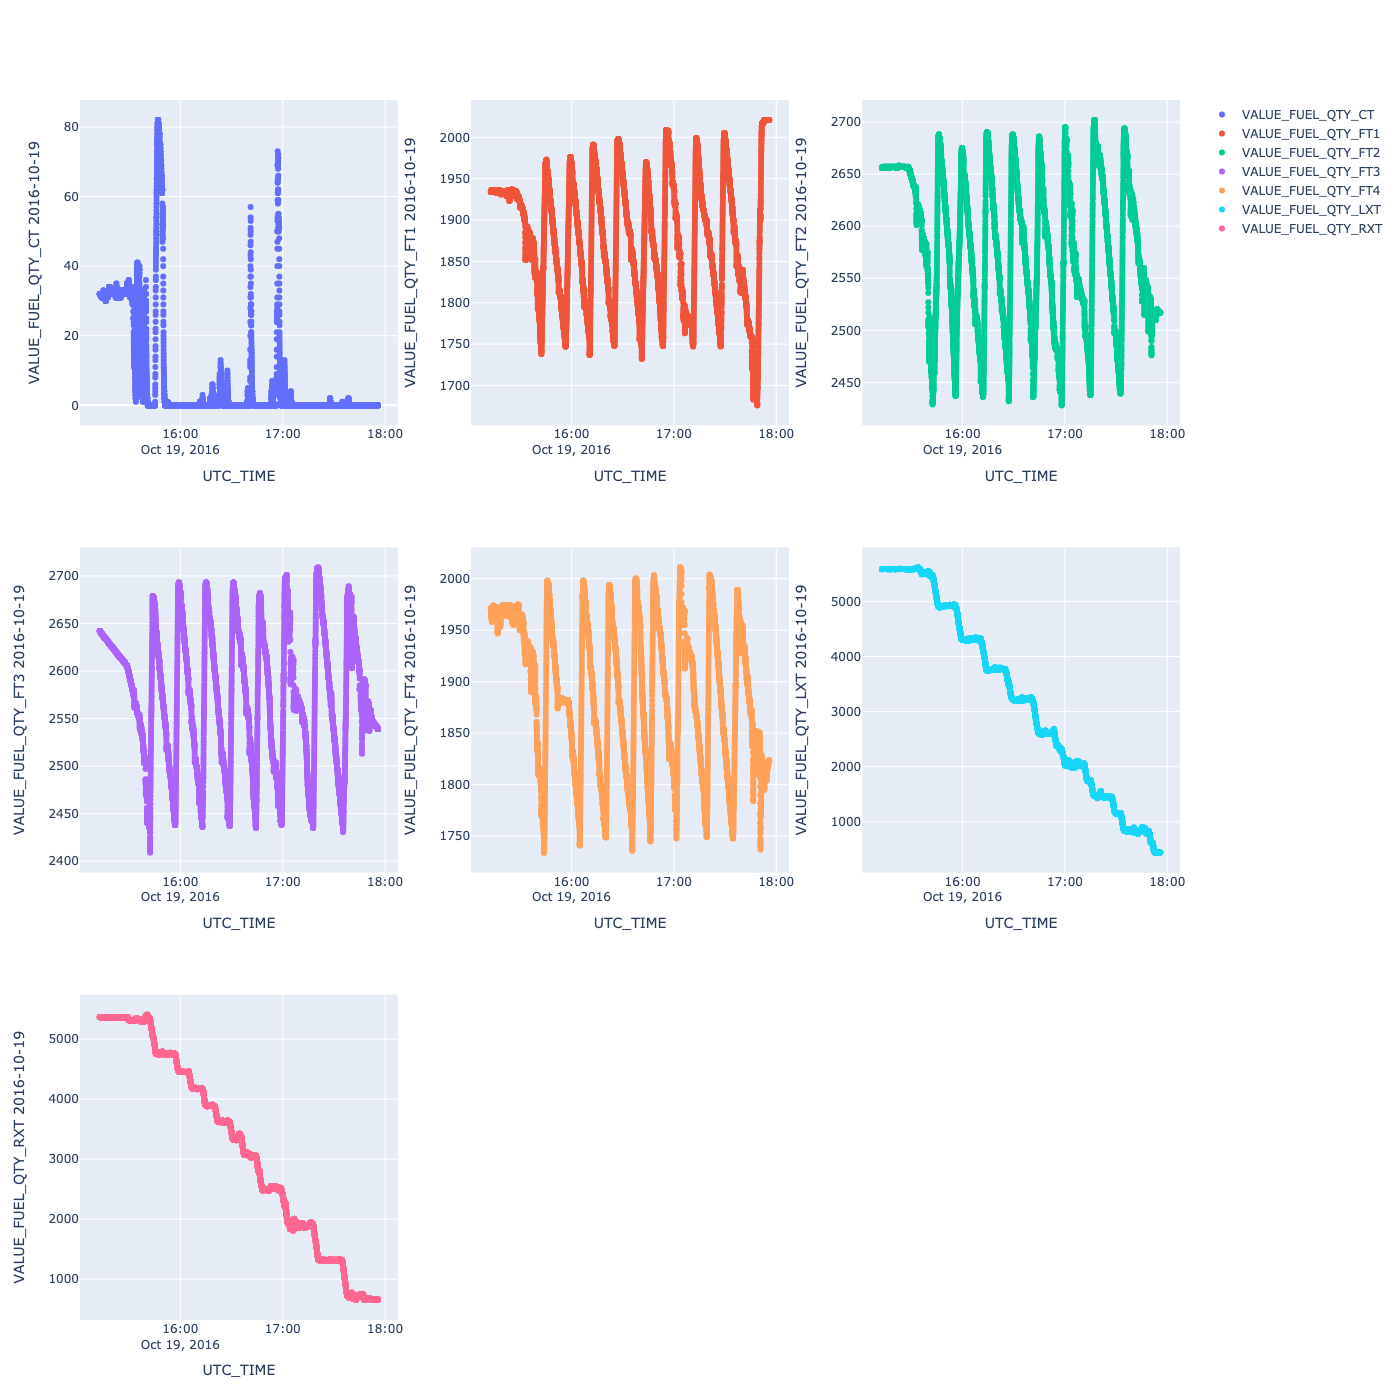 VALUE_FUEL_QTY_CT 2016-10-19
80
60
40
20
0
16:00
Oct 19, 2016
17:00
18:00
UTC_TIME
VALUE_FUEL_QTY_FT1 2016-10-19
2000
1950
1900
1850
1800
1750
1700
16:00
Oct 19, 2016
17:00
18:00
UTC_TIME
VALUE_FUEL_QTY_FT2 2016-10-19
2700
2650
2600
2550
2500
2450
16:00
Oct 19, 2016
17:00
18:00
UTC_TIME
VALUE_FUEL_QTY_CT
VALUE_FUEL_QTY_FT1
VALUE_FUEL_QTY_FT2
VALUE_FUEL_QTY_FT3
VALUE_FUEL_QTY_FT4
VALUE_FUEL_QTY_LXT
VALUE_FUEL_QTY_RXT
VALUE_FUEL_QTY_FT3 2016-10-19
2700
2650
2600
2550
2500
2450
2400
16:00
Oct 19, 2016
17:00
18:00
UTC_TIME
VALUE_FUEL_QTY_FT4 2016-10-19
2000
1950
1900
1850
1800
1750
16:00
Oct 19, 2016
17:00
18:00
UTC_TIME
VALUE_FUEL_QTY_LXT 2016-10-19
5000
4000
3000
2000
1000
16:00
Oct 19, 2016
17:00
18:00
UTC_TIME
VALUE_FUEL_QTY_RXT 2016-10-19
5000
4000
3000
2000
1000
16:00
Oct 19, 2016
17:00
18:00
UTC_TIME